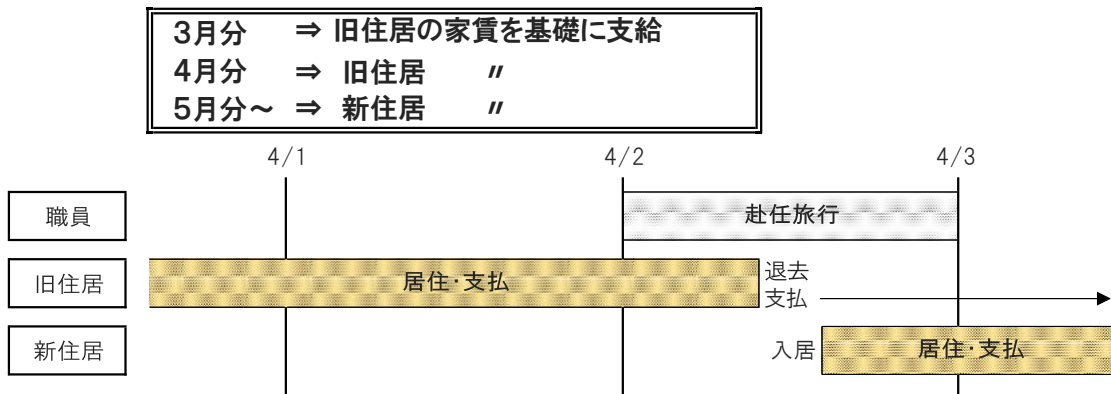 ３月分　⇒ 旧住居の家賃を基礎に支給
４月分　⇒ 旧住居　〃
５月分～ ⇒ 新住居　〃
4/1　4/2　4/3
職員　赴任旅行
旧住居　居住・支払　退去
支払
新住居　入居　居住・支払